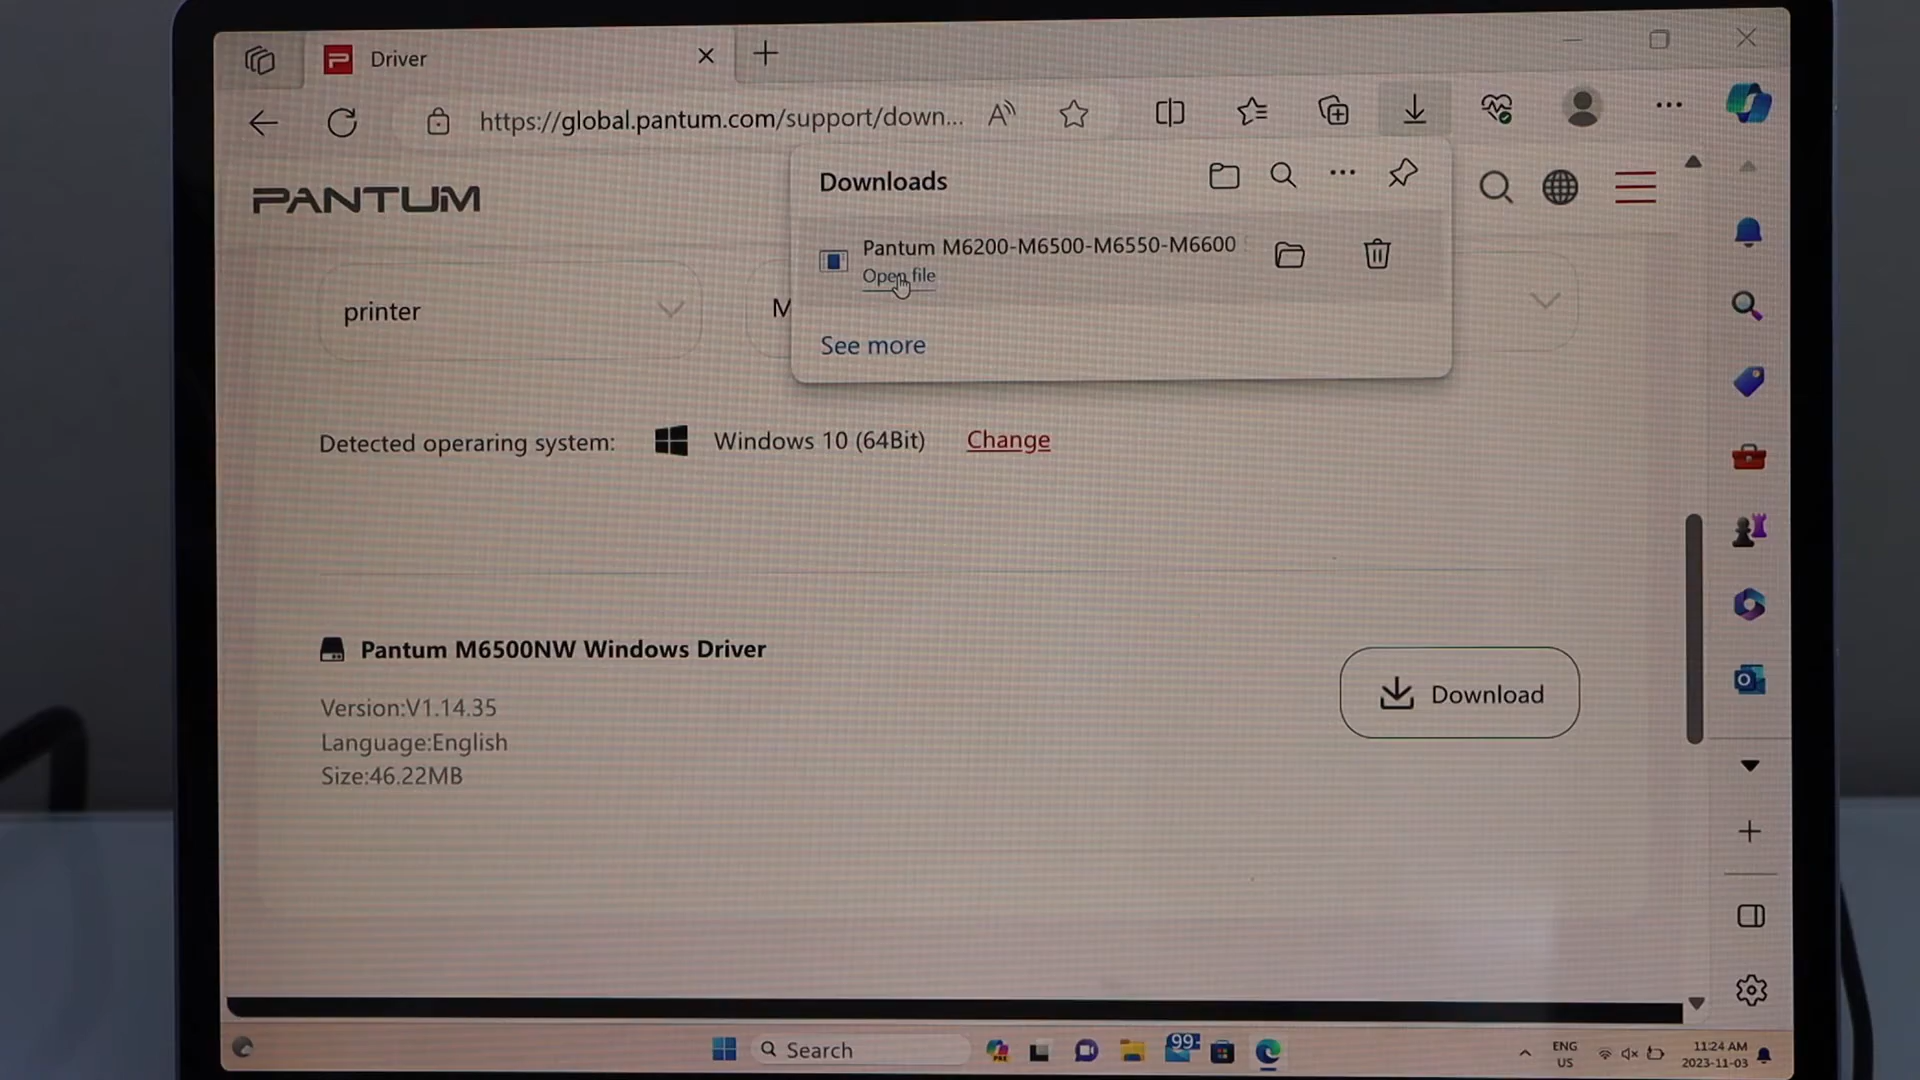 Driver
https://global.pantum.com/support/down...
PANTUM
Downloads
Pantum M6200-M6500-M6550-M6600
Open file
See more
printer
M
Detected operaring system:
Windows 10 (64Bit)
Change
Pantum M6500NW Windows Driver
Version:V1.14.35
Language:English
Size:46.22MB
Download
Search
PRE
99+
ENG
US
11:24 AM
2023-11-03